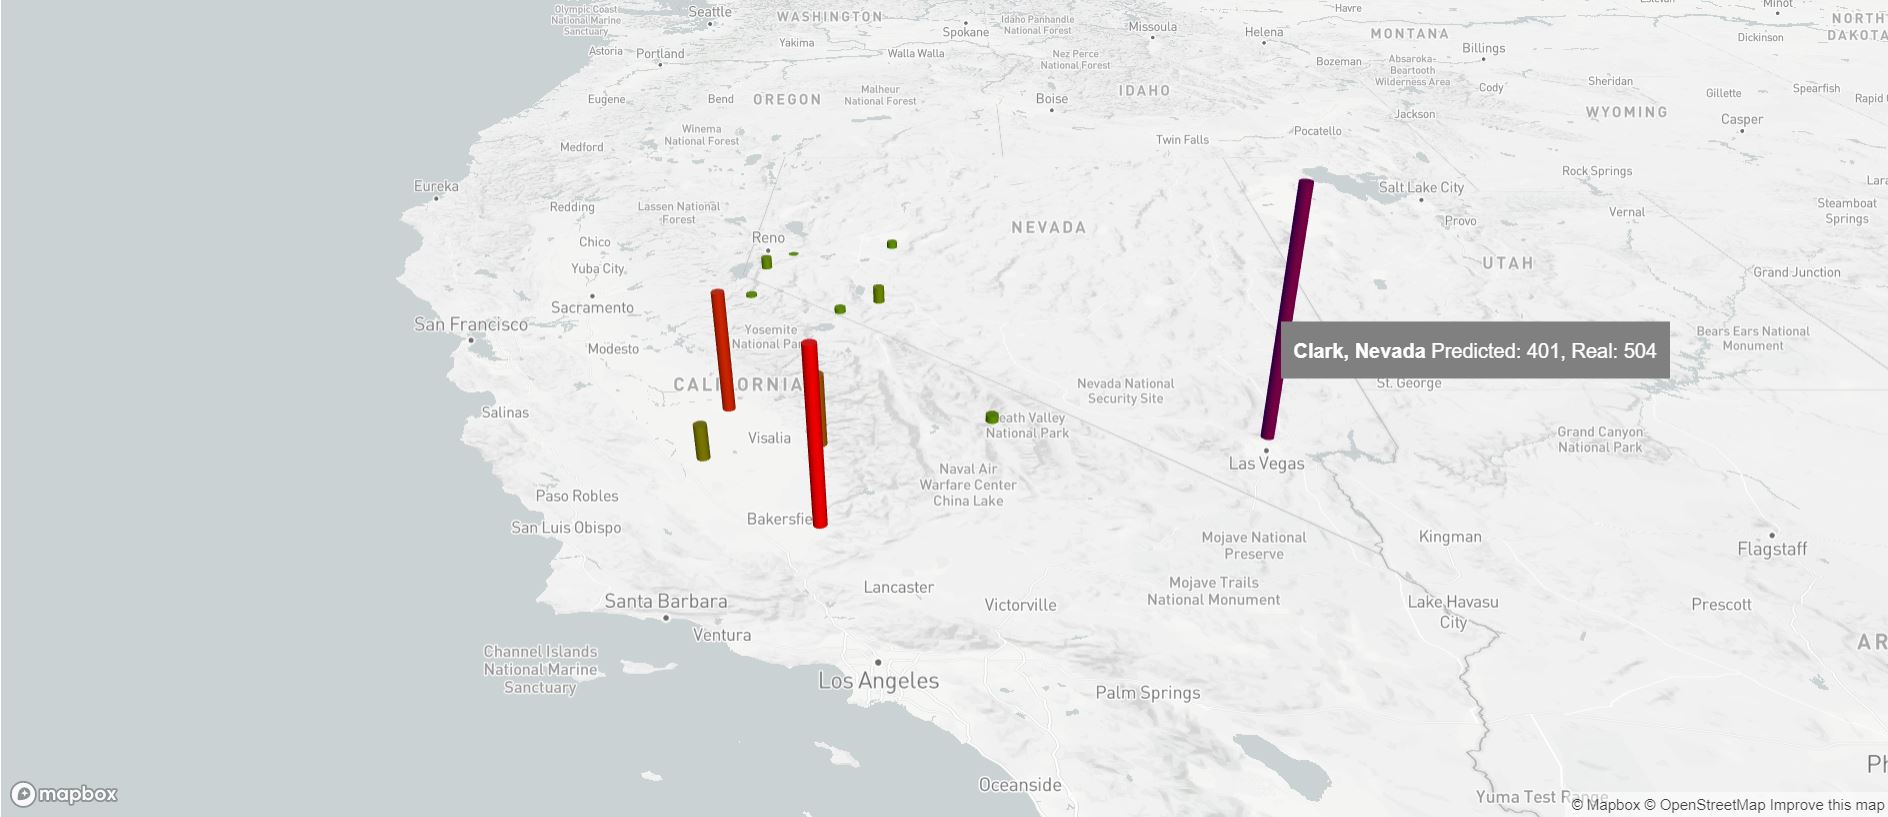 Olympic Coast
National Marine
Sanctuary
Seattle
WASHINGTON
Spokane
Idaho Panhandle
National Forest
Missoula
Havre
Helena
MONTANA
Minot
NORTH
DAKOTA
Dickinson
Astoria
Portland
Yakima
Walla Walla
Nez Perce
National Forest
Bozeman
Absaroka-
Beartooth
Wilderness Area
Billings
Cody
Sheridan
Gillette
Spearfish
Rapid
Eugene
Bend
OREGON
Malheur
National Forest
Boise
IDAHO
Jackson
WYOMING
Casper
Medford
Winema
National Forest
Twin Falls
Pocatello
Rock Springs
Eureka
Redding
Lassen National
Forest
Salt Lake City
Provo
Vernal
Steamboat
Springs
Chico
Yuba City
Reno
NEVADA
UTAH
Grand Junction
Sacramento
San Francisco
Modesto
Yosemite
National Par
CALIFORNIA
Clark, Nevada Predicted: 401, Real: 504
Bears Ears National
Monument
Nevada National
Security Site
St. George
Salinas
Visalia
eath Valley
National Park
Las Vegas
Grand Canyon
National Park
Paso Robles
San Luis Obispo
Bakersfie
Naval Air
Warfare Center
China Lake
Mojave National
Preserve
Kingman
Flagstaff
Lancaster
Victorville
Mojave Trails
National Monument
Lake Havasu
City
Prescott
Santa Barbara
Ventura
Channel Islands
National Marine
Sanctuary
Los Angeles
Palm Springs
AR
Oceanside
Yuma Test Range
Ph
mapbox
© Mapbox © OpenStreetMap Improve this map